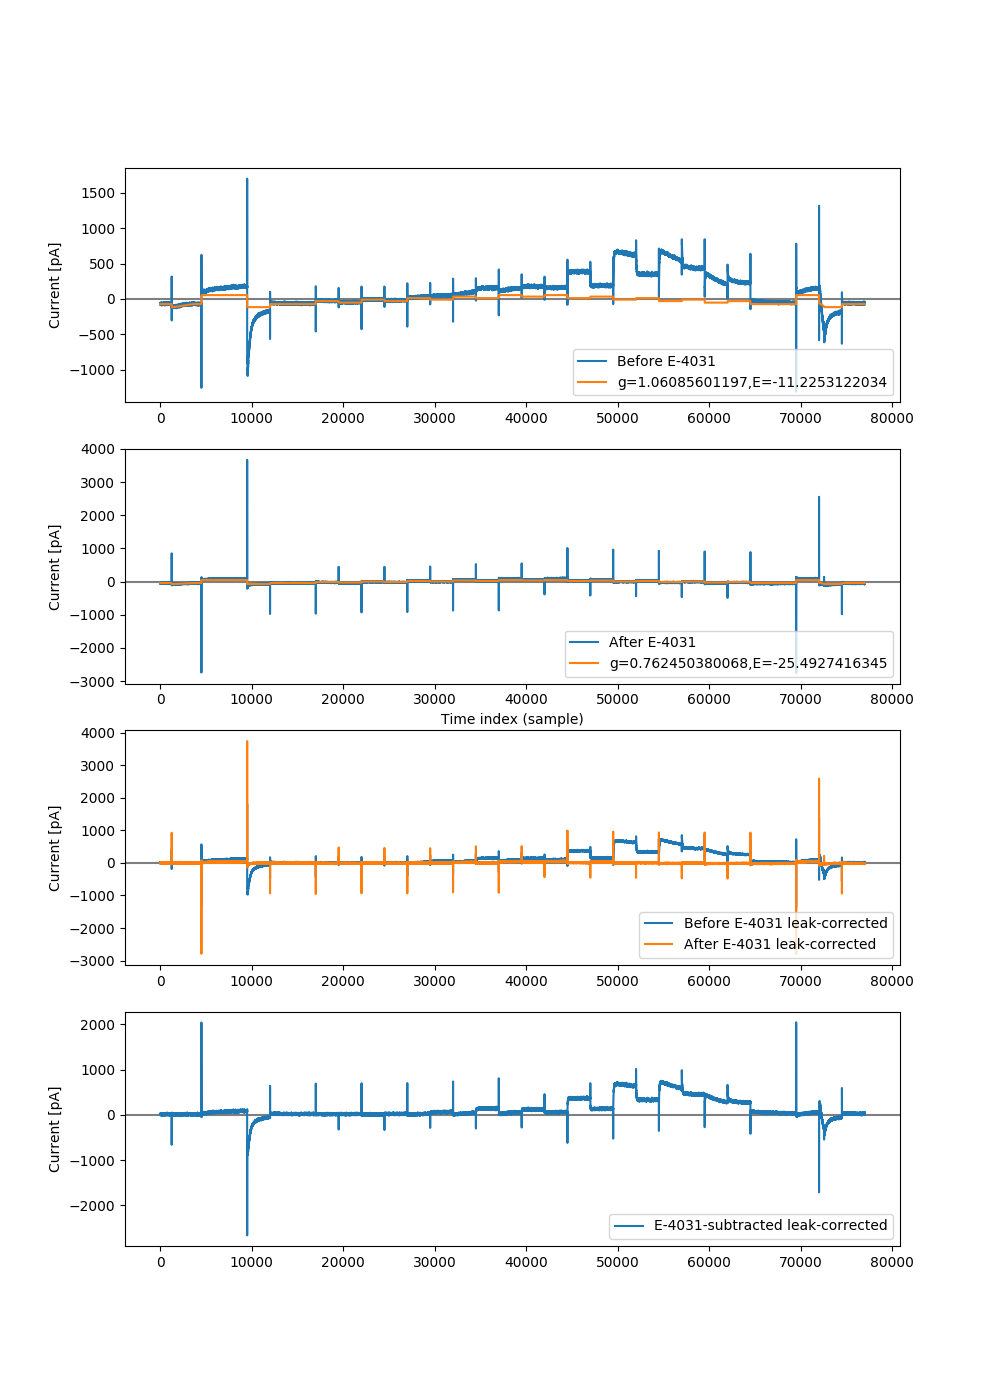 1500
1000
500
0
−500
−1000
Current [pA]
Before E-4031
g=1.06085601197,E=-11.2253122034
0 10000 20000 30000 40000 50000 60000 70000 80000
4000
3000
2000
1000
0
−1000
−2000
−3000
Current [pA]
After E-4031
g=0.762450380068,E=-25.4927416345
0 10000 20000 30000 40000 50000 60000 70000 80000
Time index (sample)
4000
3000
2000
1000
0
−1000
−2000
−3000
Current [pA]
Before E-4031 leak-corrected
After E-4031 leak-corrected
0 10000 20000 30000 40000 50000 60000 70000 80000
2000
1000
0
−1000
−2000
Current [pA]
E-4031-subtracted leak-corrected
0 10000 20000 30000 40000 50000 60000 70000 80000